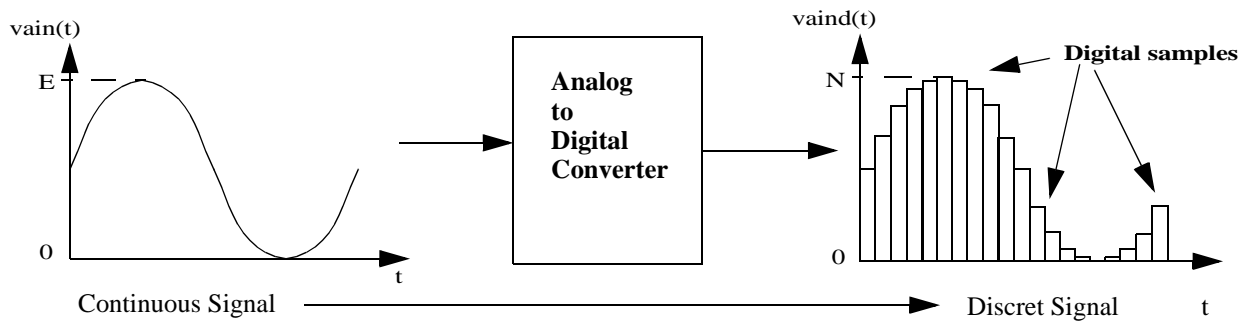 vain(t)
E
0
t
Continuous Signal
Analog
to
Digital
Converter
vaind(t)
N
0
Digital samples
Discret Signal
t